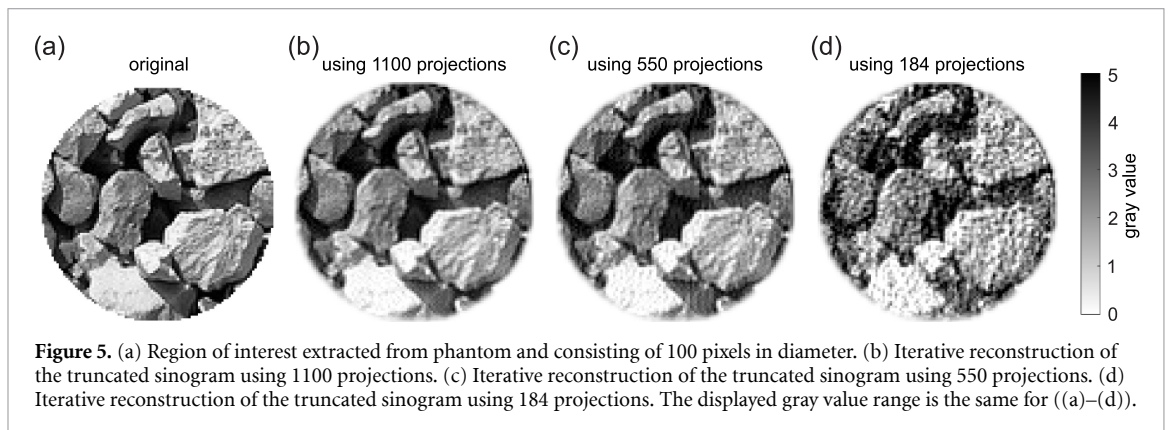 (a)
original
(b)
using 1100 projections
(c)
using 550 projections
(d)
using 184 projections
5
4
3
2
1
0
gray value
Figure 5. (a) Region of interest extracted from phantom and consisting of 100 pixels in diameter. (b) Iterative reconstruction of
the truncated sinogram using 1100 projections. (c) Iterative reconstruction of the truncated sinogram using 550 projections. (d)
Iterative reconstruction of the truncated sinogram using 184 projections. The displayed gray value range is the same for ((a)–(d)).